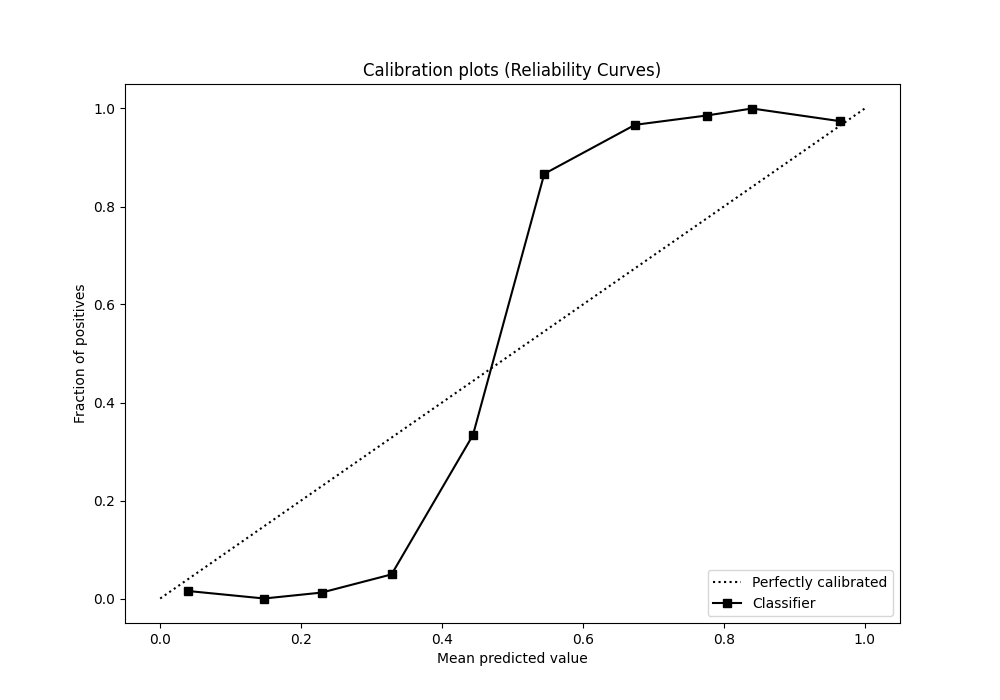 Calibration plots (Reliability Curves)
Fraction of positives
1.0
0.8
0.6
0.4
0.2
0.0
0.0 0.2 0.4 0.6 0.8 1.0
Mean predicted value
Perfectly calibrated
Classifier